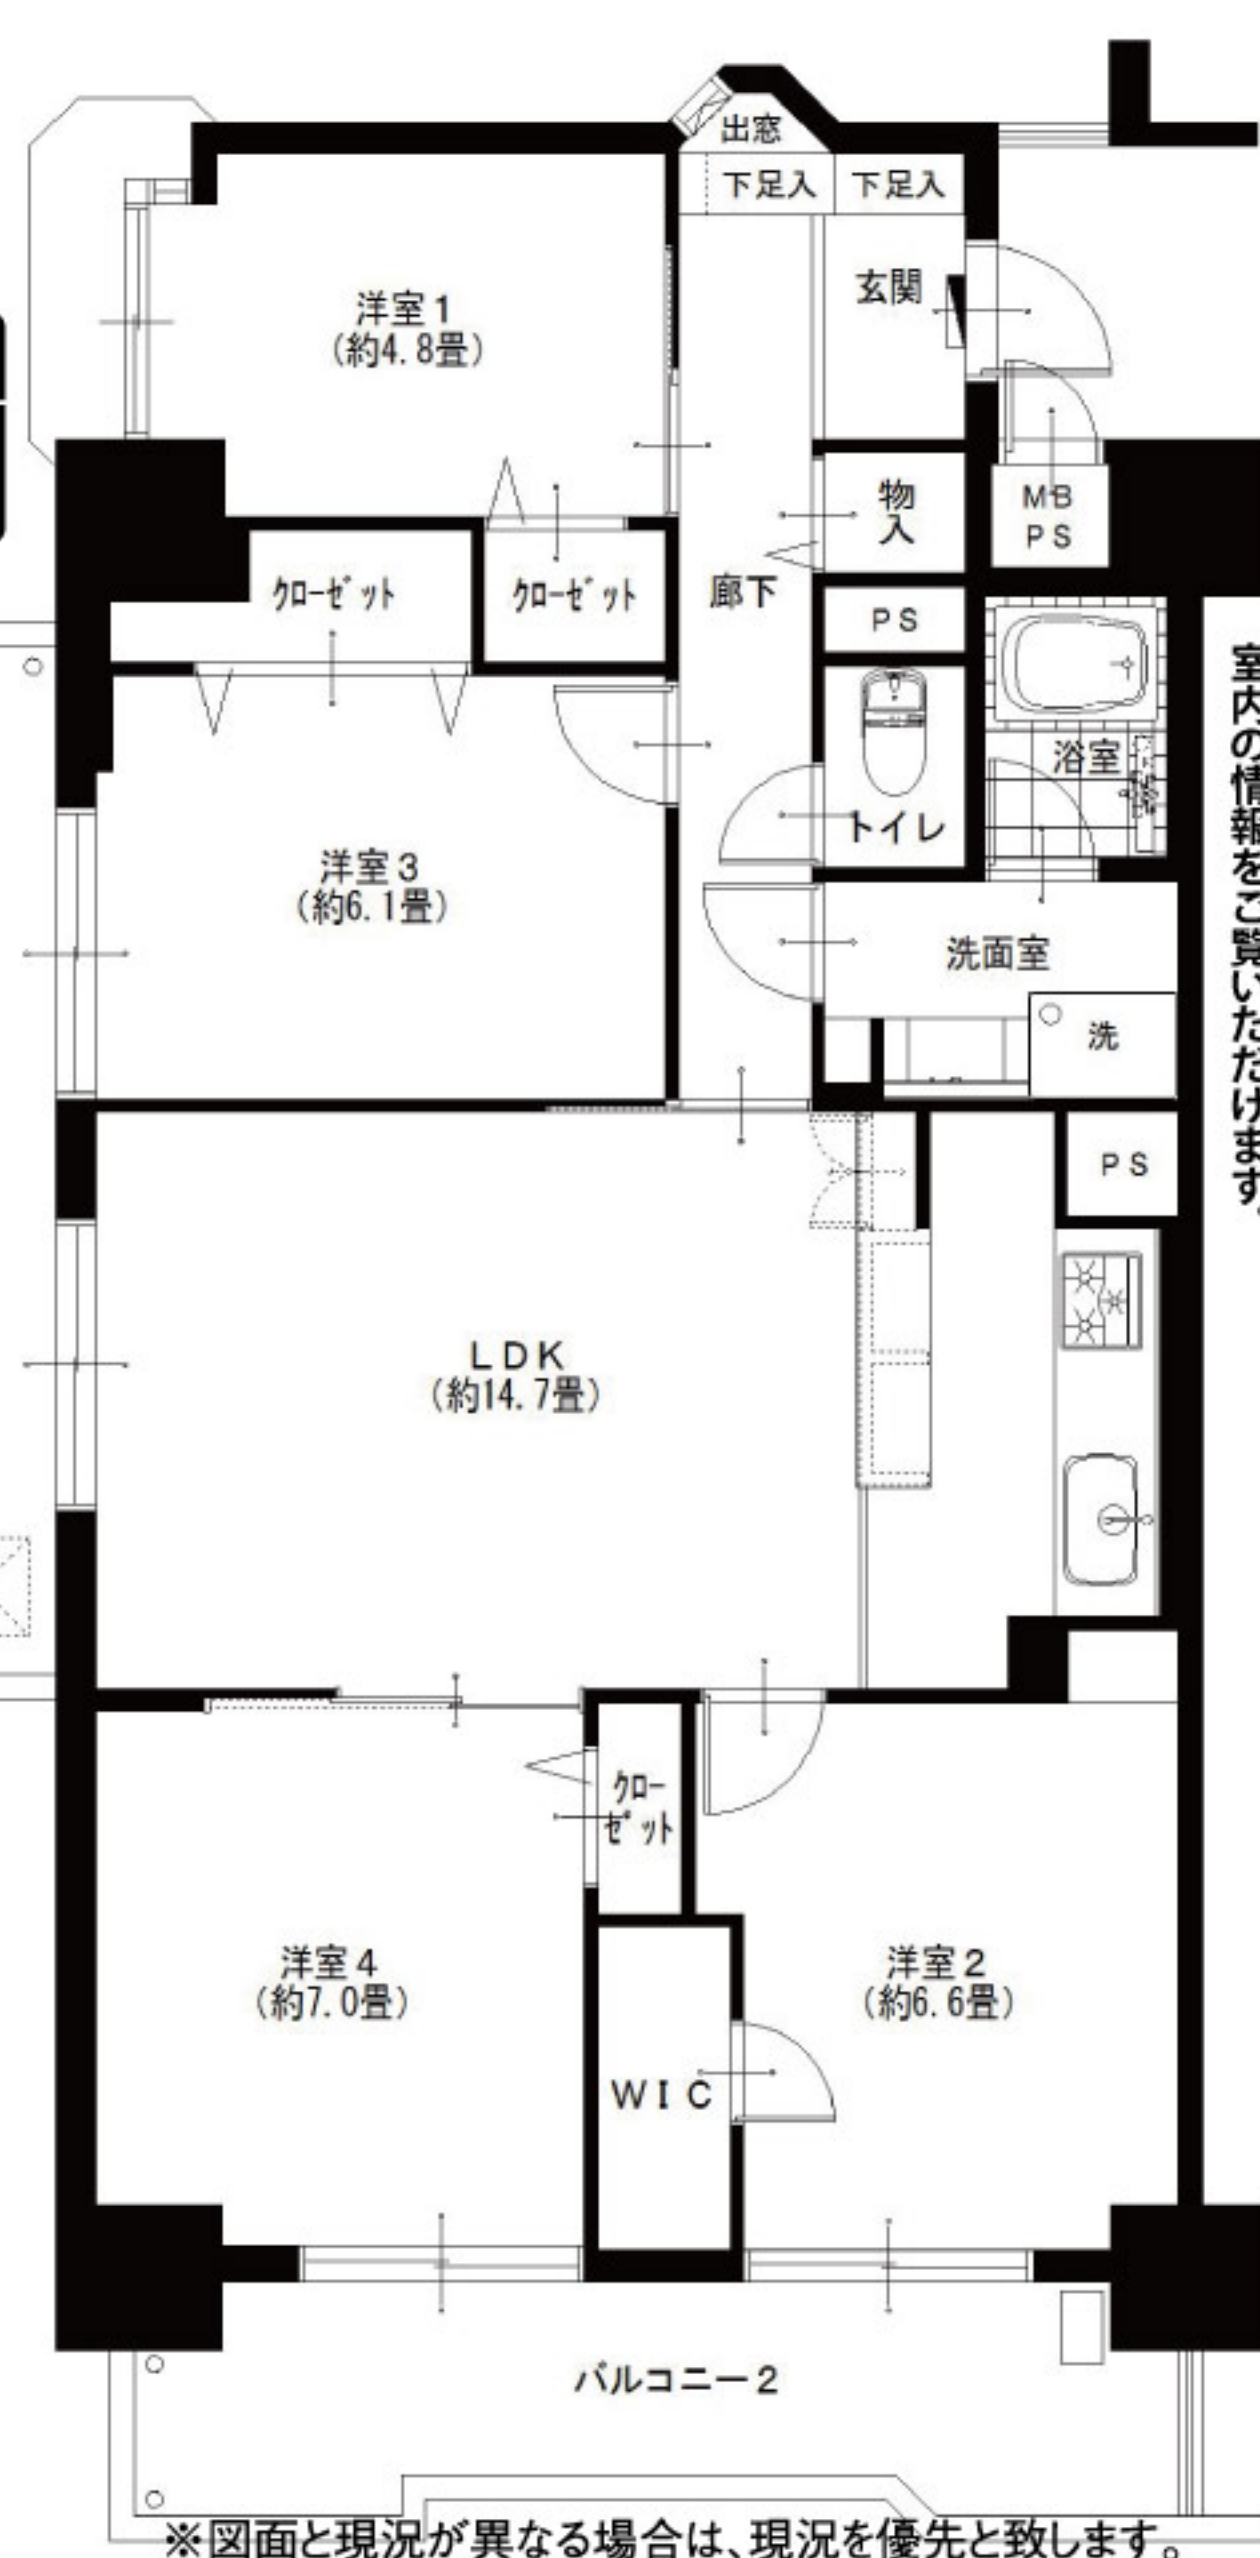 出窓
下足入 下足入
玄関
洋室1
(約4.8畳)
物
入
MB
PS
クローゼット クローゼット
廊下
PS
浴室
トイレ
洋室3
(約6.1畳)
洗面室
洗
PS
LDK
(約14.7畳)
クロー
ゼット
洋室4
(約7.0畳)
洋室2
(約6.6畳)
WIC
バルコニー2
室内の情報をご覧いただけます。
※図面と現況が異なる場合は、現況を優先と致します。